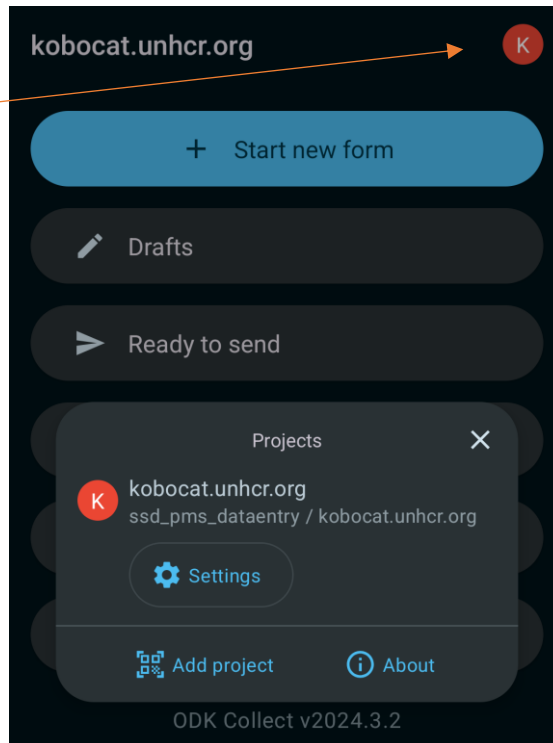 kobocat.unhcr.org
K
+ Start new form
Drafts
Ready to send
Projects
K
kobocat.unhcr.org
ssd_pms_dataentry / kobocat.unhcr.org
Settings
Add project
About
ODK Collect v2024.3.2